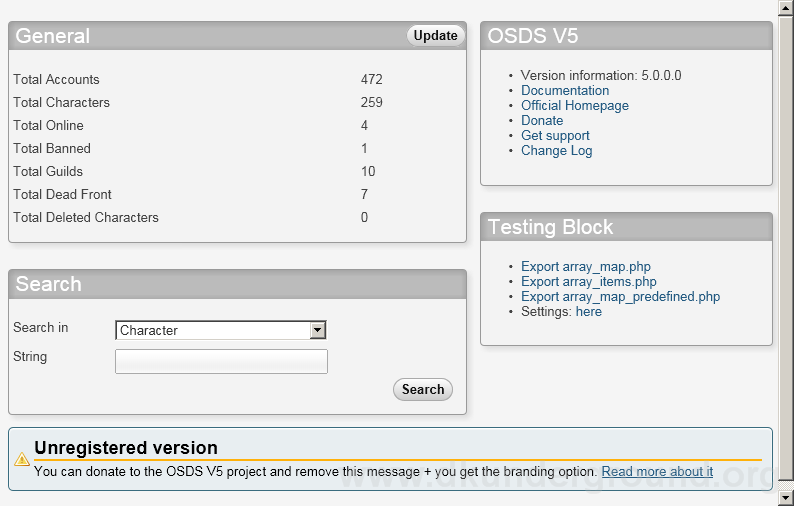 General
Update
Total Accounts 472
Total Characters 259
Total Online 4
Total Banned 1
Total Guilds 10
Total Dead Front 7
Total Deleted Characters 0
Search
Search in Character
String
Search
OSDS V5
• Version information: 5.0.0.0
• Documentation
• Official Homepage
• Donate
• Get support
• Change Log
Testing Block
• Export array_map.php
• Export array_items.php
• Export array_map_predefined.php
• Settings: here
Unregistered version
You can donate to the OSDS V5 project and remove this message + you get the branding option. Read more about it
www.dkunderground.org